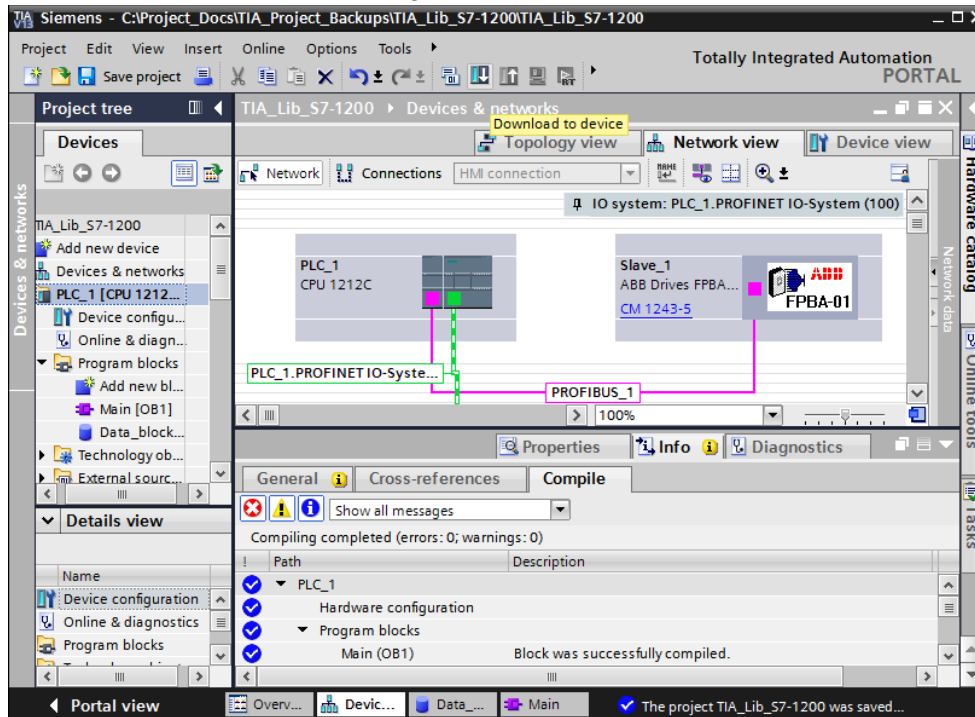 Siemens - C:\Project_Docs\TIA_Project_Backups\TIA_Lib_S7-1200\TIA_Lib_S7-1200
Project Edit View Insert Online Options Tools
Totally Integrated Automation
PORTAL
Save project
Project tree
TIA_Lib_S7-1200 Devices & networks
Download to device
Devices
Topology view Network view Device view
Network Connections HMI connection
IO system: PLC_1.PROFINET IO-System (100)
TIA_Lib_S7-1200
Add new device
Devices & networks
PLC_1 [CPU 1212...
Device configu...
Online & diagn...
Program blocks
Add new bl...
Main [OB1]
Data_block...
Technology ob...
External sourc...
PLC_1
CPU 1212C
Slave_1
ABB Drives FPBA...
CM 1243-5
ABB
FPBA-01
PLC_1.PROFINET IO-Syste...
PROFIBUS_1
100%
Devices & networks
Network data
Hardware catalog
Online tools
Tasks
Properties Info Diagnostics
General Cross-references Compile
Show all messages
Compiling completed (errors: 0; warnings: 0)
! Path Description
PLC_1
Hardware configuration
Program blocks
Main (OB1) Block was successfully compiled.
Details view
Name
Device configuration
Online & diagnostics
Program blocks
Portal view Overv... Devic... Data_... Main The project TIA_Lib_S7-1200 was saved...